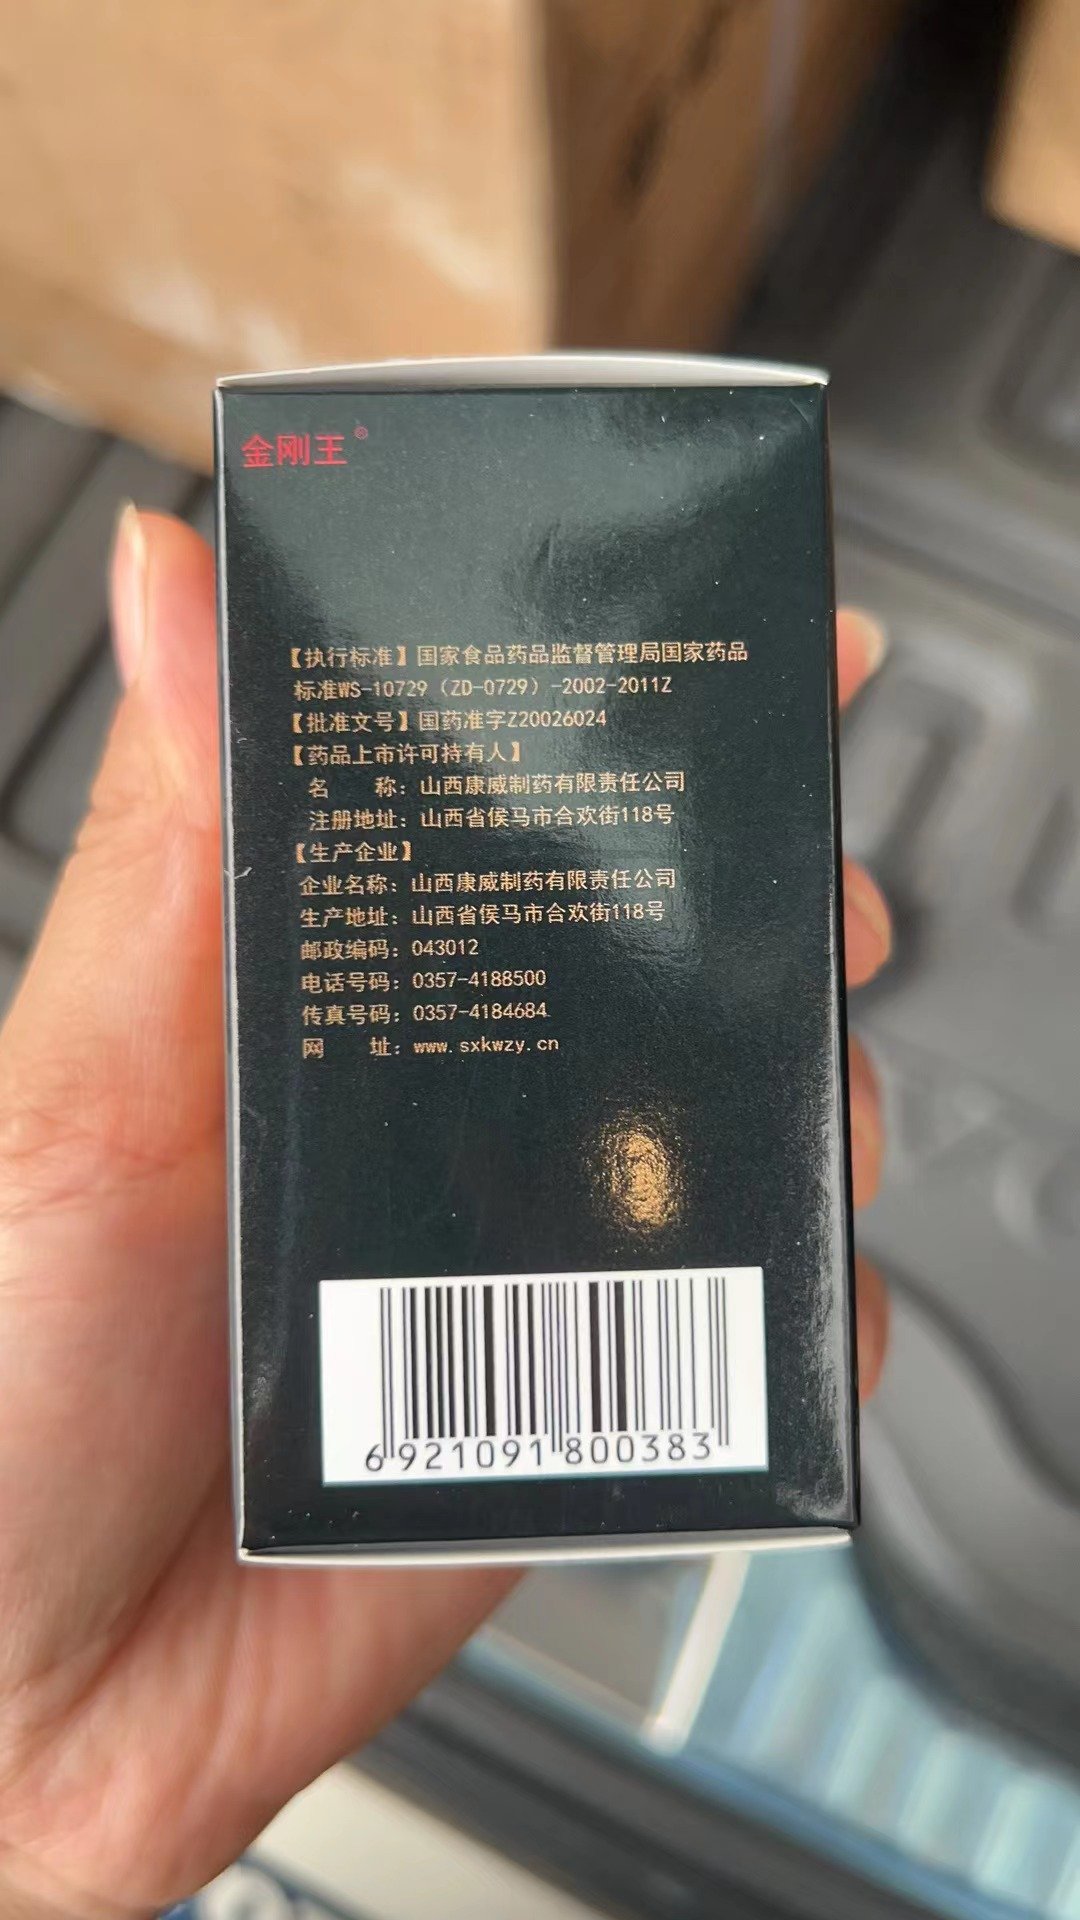 金刚王®
【执行标准】国家食品药品监督管理局国家药品
标准WS-10729（ZD-0729）-2002-2011Z
【批准文号】国药准字Z20026024
【药品上市许可持有人】
名　　称：山西康威制药有限责任公司
注册地址：山西省侯马市合欢街118号
【生产企业】
企业名称：山西康威制药有限责任公司
生产地址：山西省侯马市合欢街118号
邮政编码：043012
电话号码：0357-4188500
传真号码：0357-4184684
网　　址：www.sxkwzy.cn
6 921091 800383